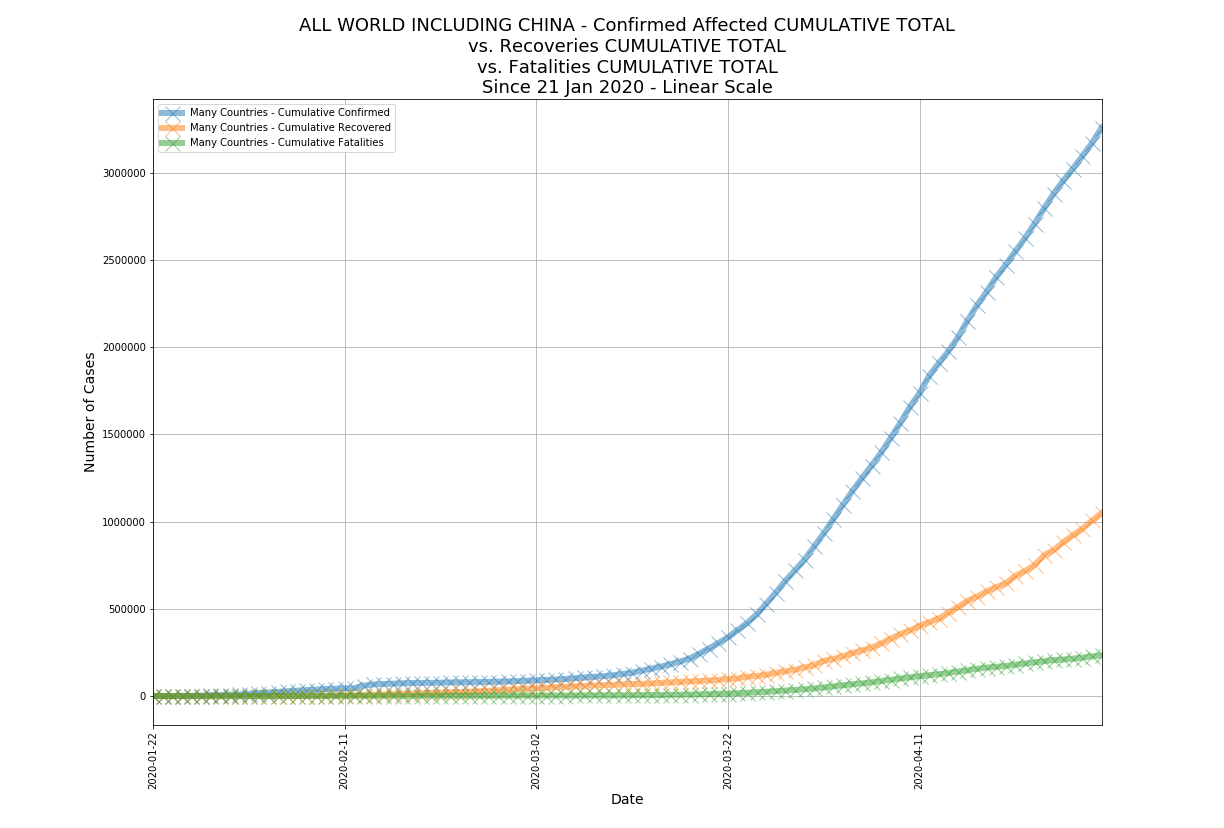 ALL WORLD INCLUDING CHINA - Confirmed Affected CUMULATIVE TOTAL
vs. Recoveries CUMULATIVE TOTAL
vs. Fatalities CUMULATIVE TOTAL
Since 21 Jan 2020 - Linear Scale
Many Countries - Cumulative Confirmed
Many Countries - Cumulative Recovered
Many Countries - Cumulative Fatalities
3000000
2500000
2000000
1500000
1000000
500000
0
Number of Cases
2020-01-22
2020-02-11
2020-03-02
2020-03-22
2020-04-11
Date